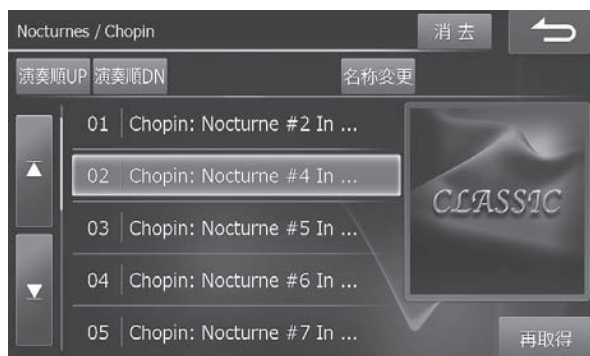 Nocturnes / Chopin 消去
演奏順UP 演奏順DN 名称変更
01 Chopin: Nocturne #2 In ...
02 Chopin: Nocturne #4 In ...
CLASSIC
03 Chopin: Nocturne #5 In ...
04 Chopin: Nocturne #6 In ...
05 Chopin: Nocturne #7 In ...
再取得